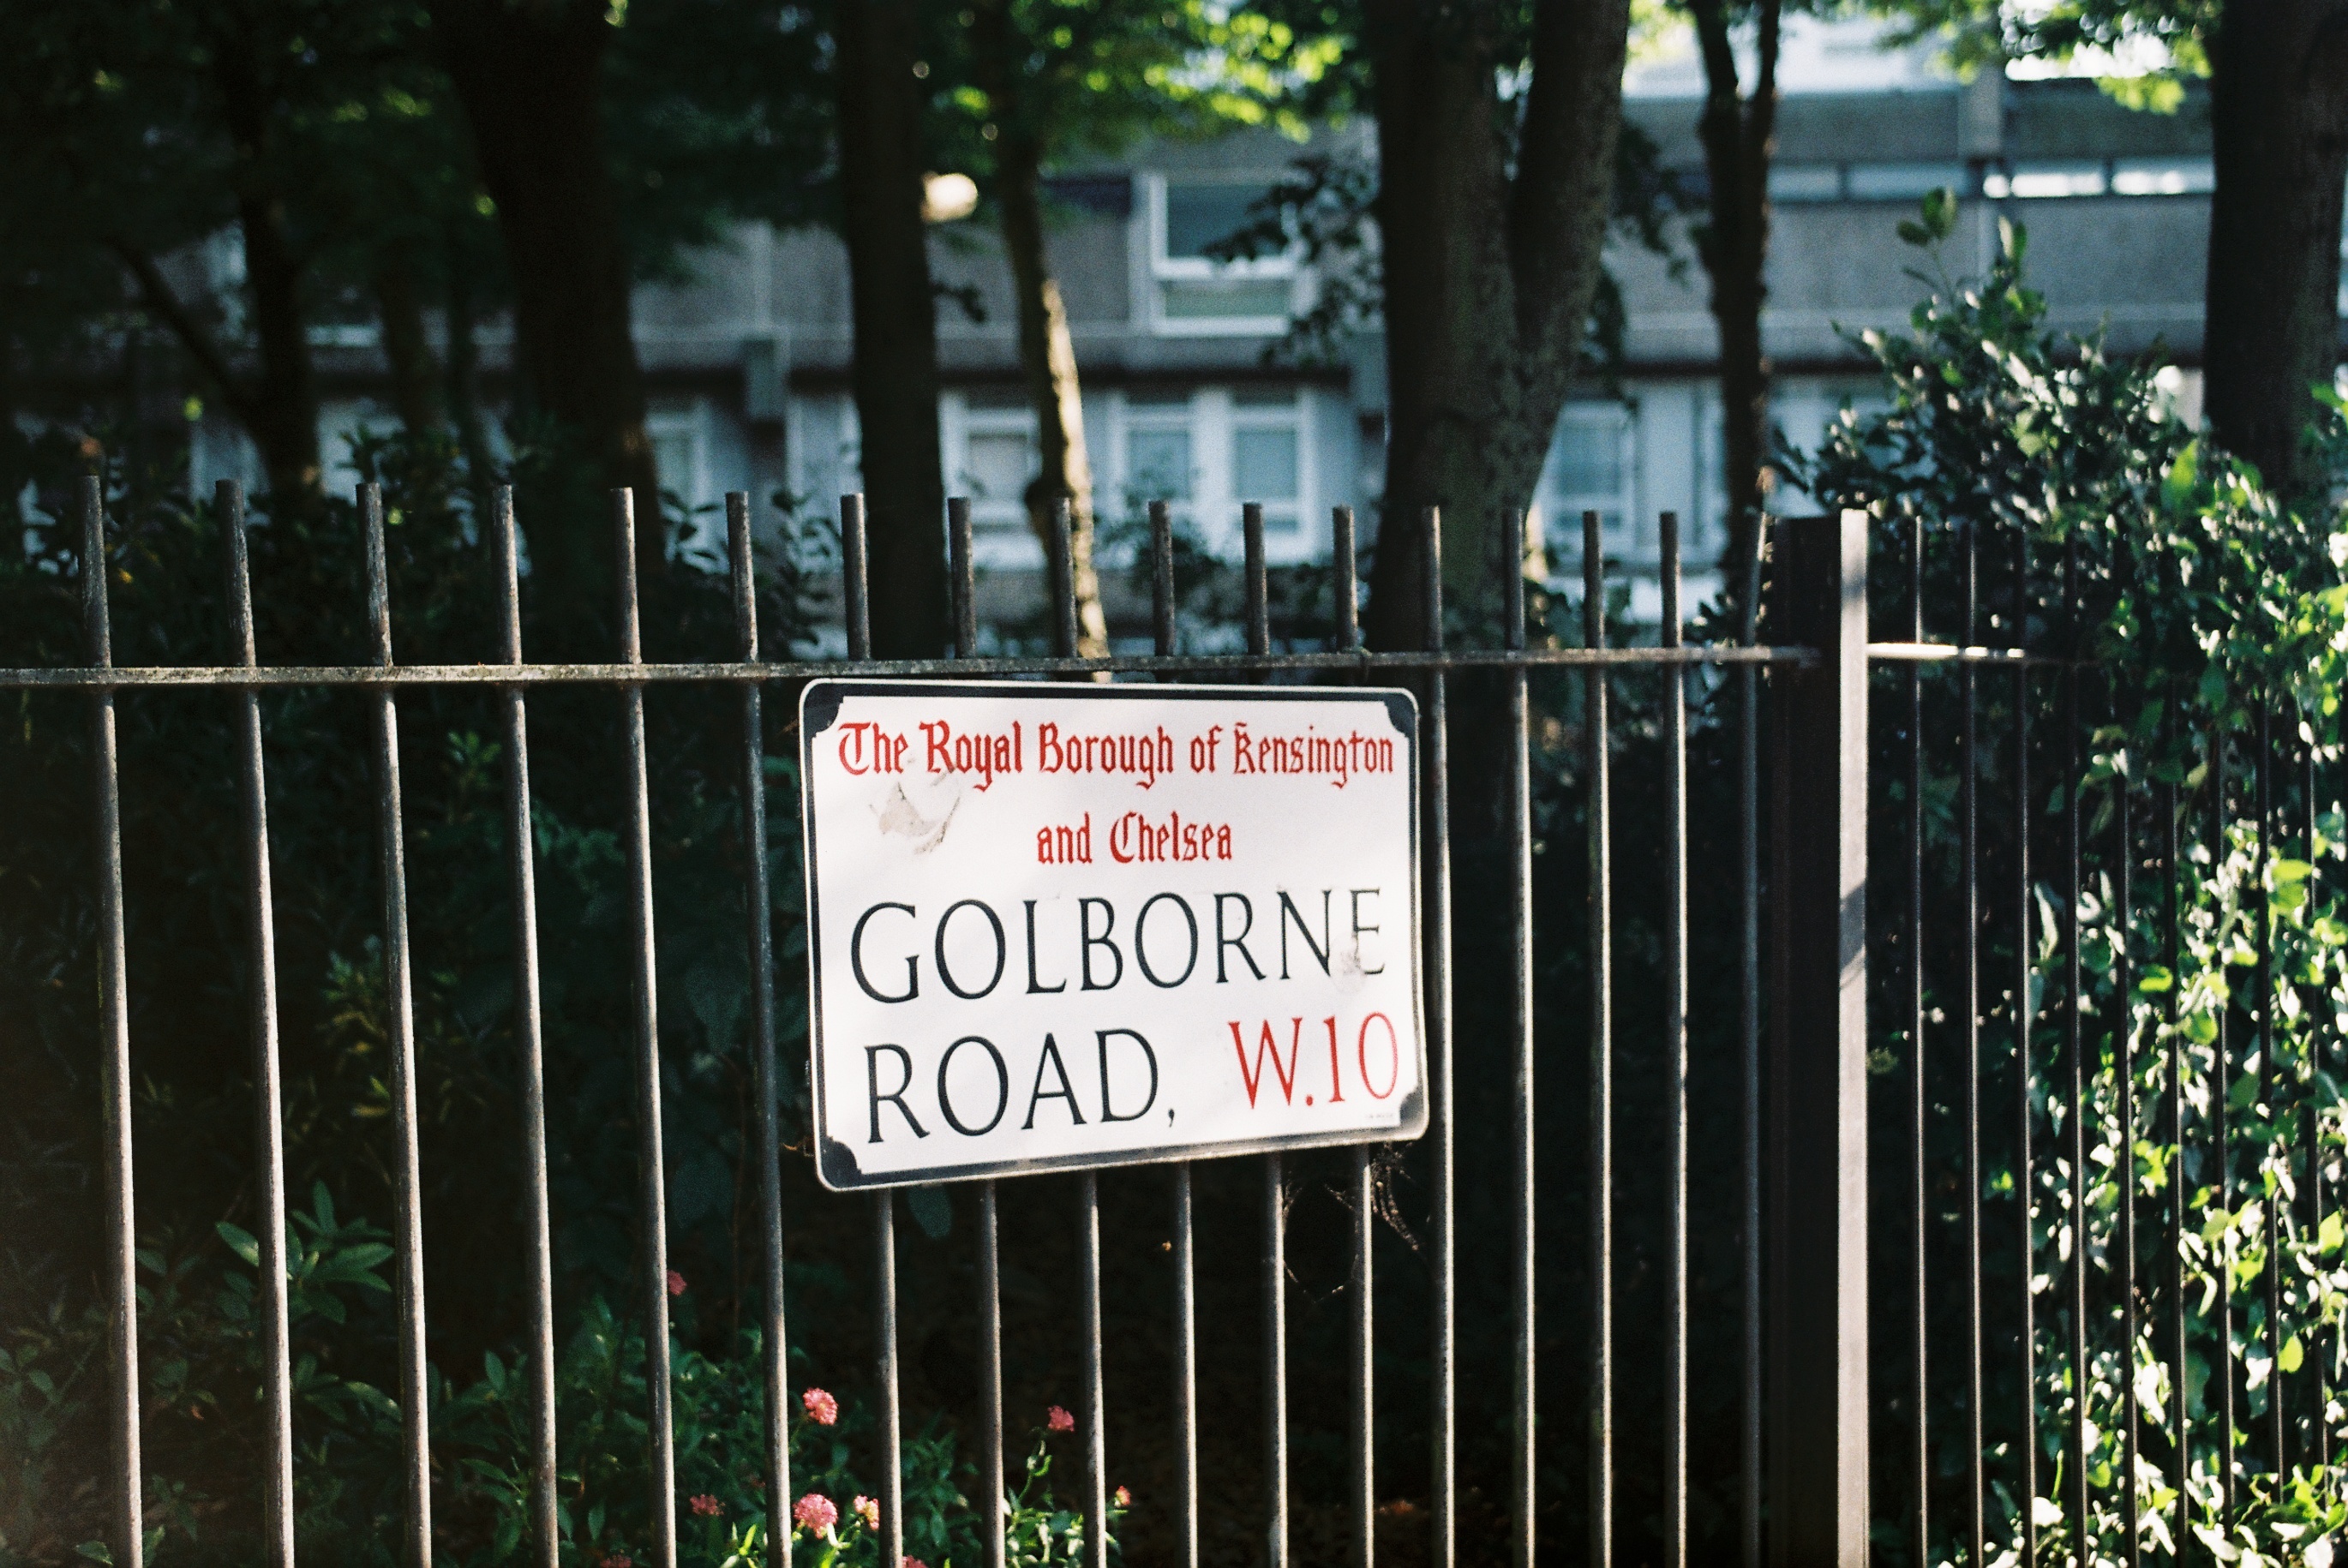 The Royal Borough of Kensington
and Chelsea
GOLBORNE
ROAD, W.10